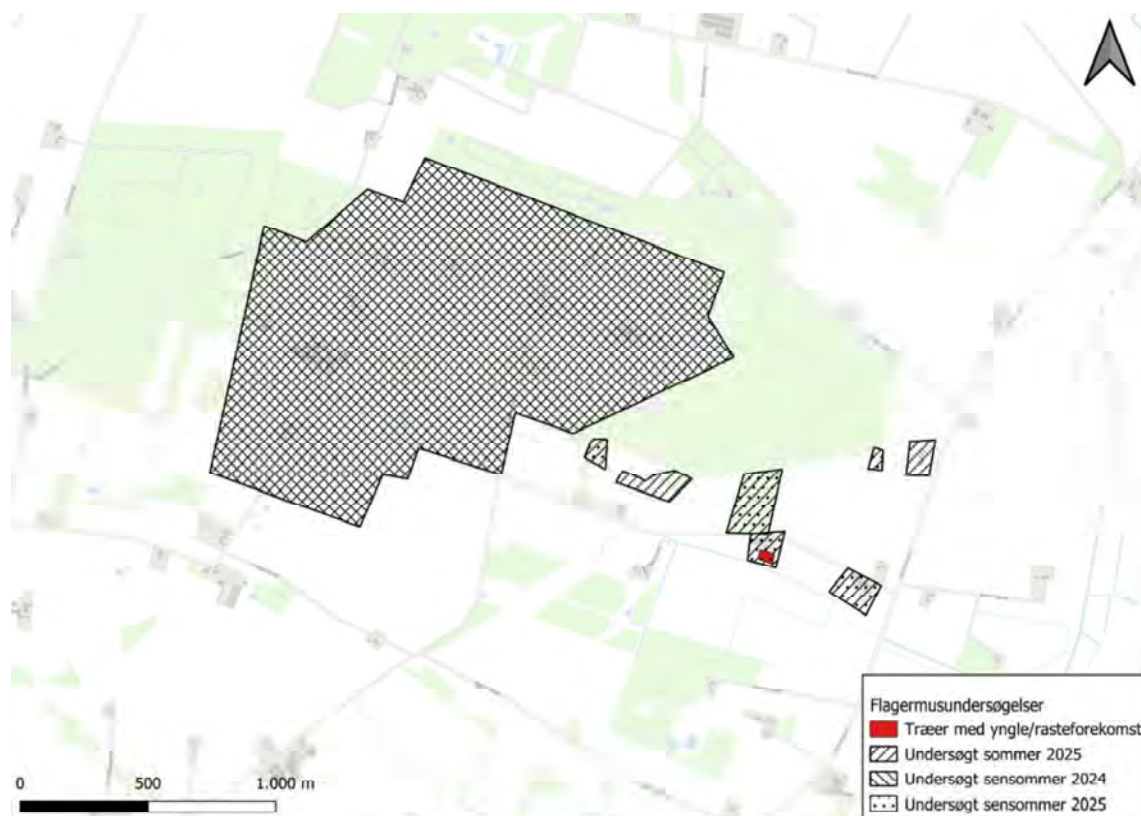 Flagermusundersøgelser
Træer med yngle/rasteforekomst
Undersøgt sommer 2025
Undersøgt sensommer 2024
Undersøgt sensommer 2025
0 500 1.000 m